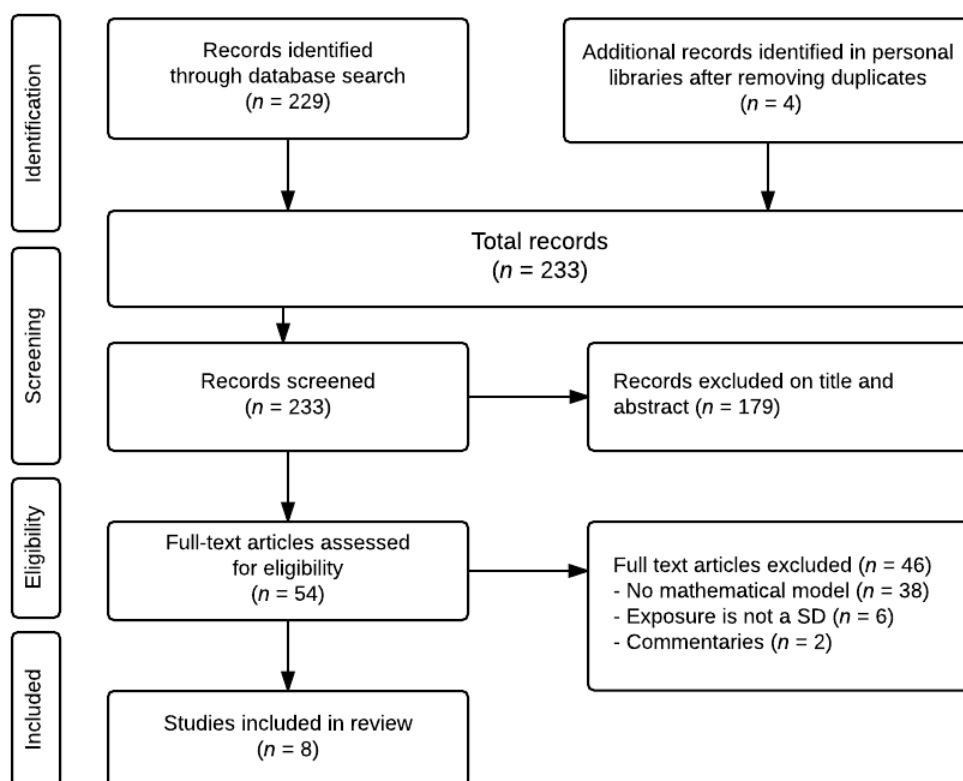 Identification
Records identified
through database search
(n = 229)
Additional records identified in personal
libraries after removing duplicates
(n = 4)
Total records
(n = 233)
Screening
Records screened
(n = 233)
Records excluded on title and
abstract (n = 179)
Eligibility
Full-text articles assessed
for eligibility
(n = 54)
Full text articles excluded (n = 46)
- No mathematical model (n = 38)
- Exposure is not a SD (n = 6)
- Commentaries (n = 2)
Included
Studies included in review
(n = 8)